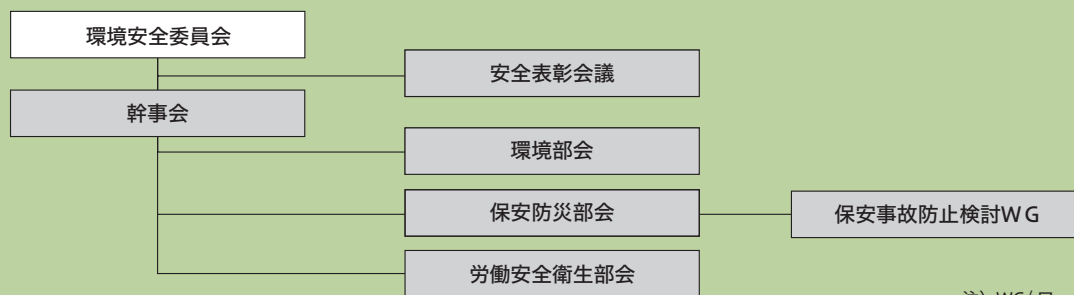 環境安全委員会
安全表彰会議
幹事会
環境部会
保安防災部会
保安事故防止検討WG
労働安全衛生部会